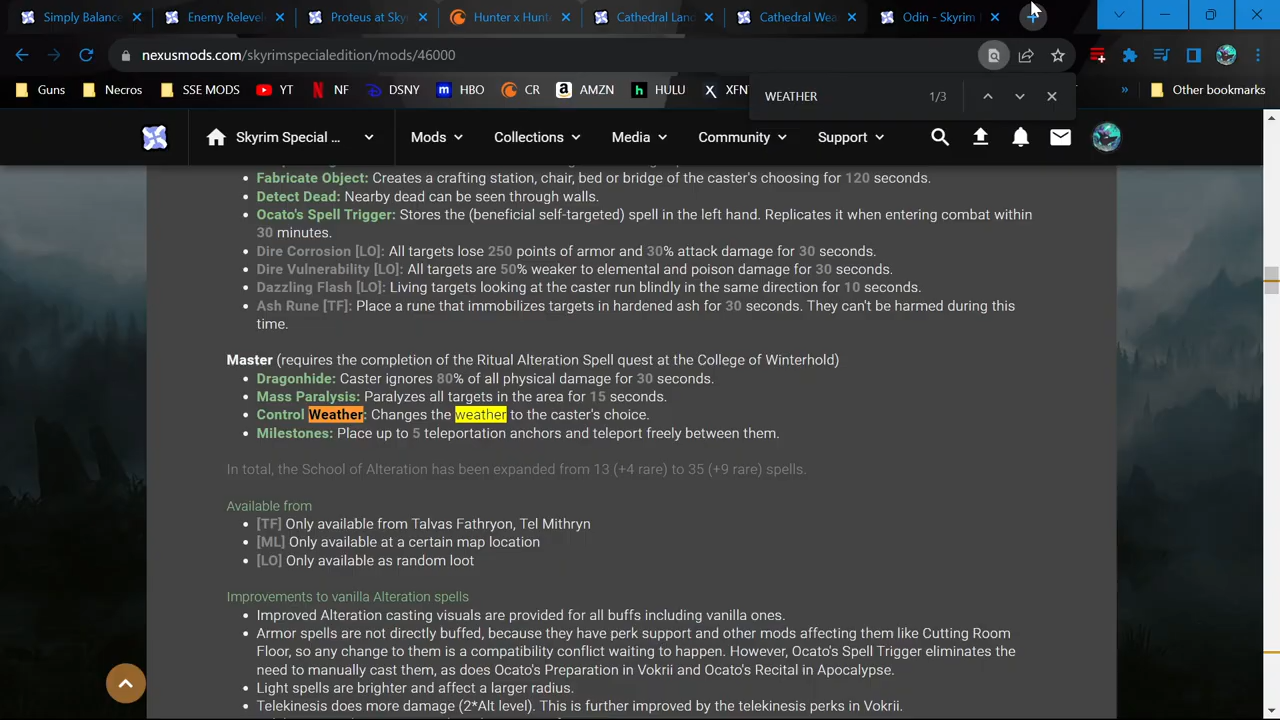 Simply Balance
Enemy Relevel
Proteus at Sky
Hunter x Hunt
Cathedral Lan
Cathedral Wea
Odin - Skyrim
nexusmods.com/skyrimspecialedition/mods/46000
Guns
Necros
SSE MODS
YT
NF
DSNY
HBO
CR
AMZN
HULU
XFN
»
Other bookmarks
WEATHER
1/3
Skyrim Special ...
Mods
Collections
Media
Community
Support
Fabricate Object: Creates a crafting station, chair, bed or bridge of the caster's choosing for 120 seconds.
Detect Dead: Nearby dead can be seen through walls.
Ocato's Spell Trigger: Stores the (beneficial self-targeted) spell in the left hand. Replicates it when entering combat within
30 minutes.
Dire Corrosion [LO]: All targets lose 250 points of armor and 30% attack damage for 30 seconds.
Dire Vulnerability [LO]: All targets are 50% weaker to elemental and poison damage for 30 seconds.
Dazzling Flash [LO]: Living targets looking at the caster run blindly in the same direction for 10 seconds.
Ash Rune [TF]: Place a rune that immobilizes targets in hardened ash for 30 seconds. They can't be harmed during this
time.
Master (requires the completion of the Ritual Alteration Spell quest at the College of Winterhold)
Dragonhide: Caster ignores 80% of all physical damage for 30 seconds.
Mass Paralysis: Paralyzes all targets in the area for 15 seconds.
Control Weather: Changes the weather to the caster's choice.
Milestones: Place up to 5 teleportation anchors and teleport freely between them.
In total, the School of Alteration has been expanded from 13 (+4 rare) to 35 (+9 rare) spells.
Available from
[TF] Only available from Talvas Fathryon, Tel Mithryn
[ML] Only available at a certain map location
[LO] Only available as random loot
Improvements to vanilla Alteration spells
Improved Alteration casting visuals are provided for all buffs including vanilla ones.
Armor spells are not directly buffed, because they have perk support and other mods affecting them like Cutting Room
Floor, so any change to them is a compatibility conflict waiting to happen. However, Ocato's Spell Trigger eliminates the
need to manually cast them, as does Ocato's Preparation in Vokrii and Ocato's Recital in Apocalypse.
Light spells are brighter and affect a larger radius.
Telekinesis does more damage (2*Alt level). This is further improved by the telekinesis perks in Vokrii.